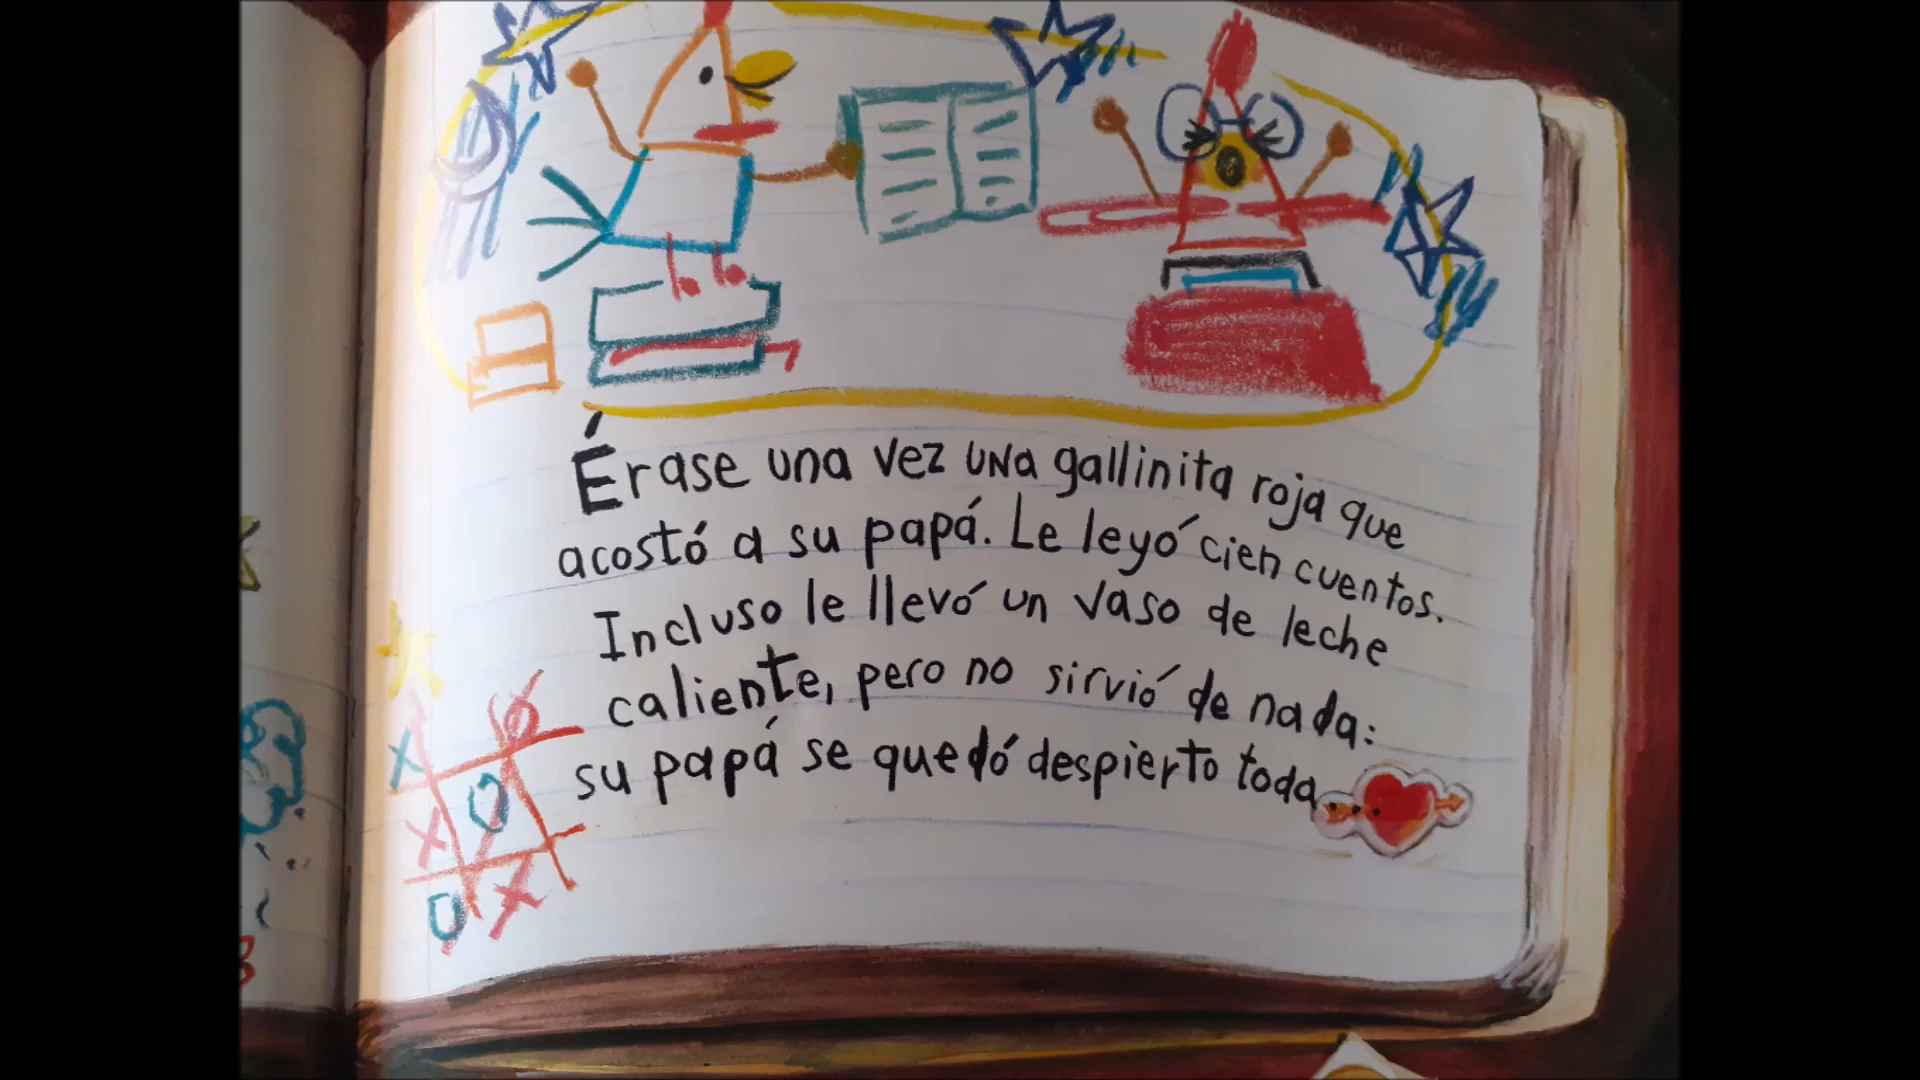 Érase una vez una gallinita roja que
acostó a su papá. Le leyó cien cuentos.
Incluso le llevó un vaso de leche
caliente, pero no sirvió de nada:
su papá se quedó despierto toda
X O
O
X
O X